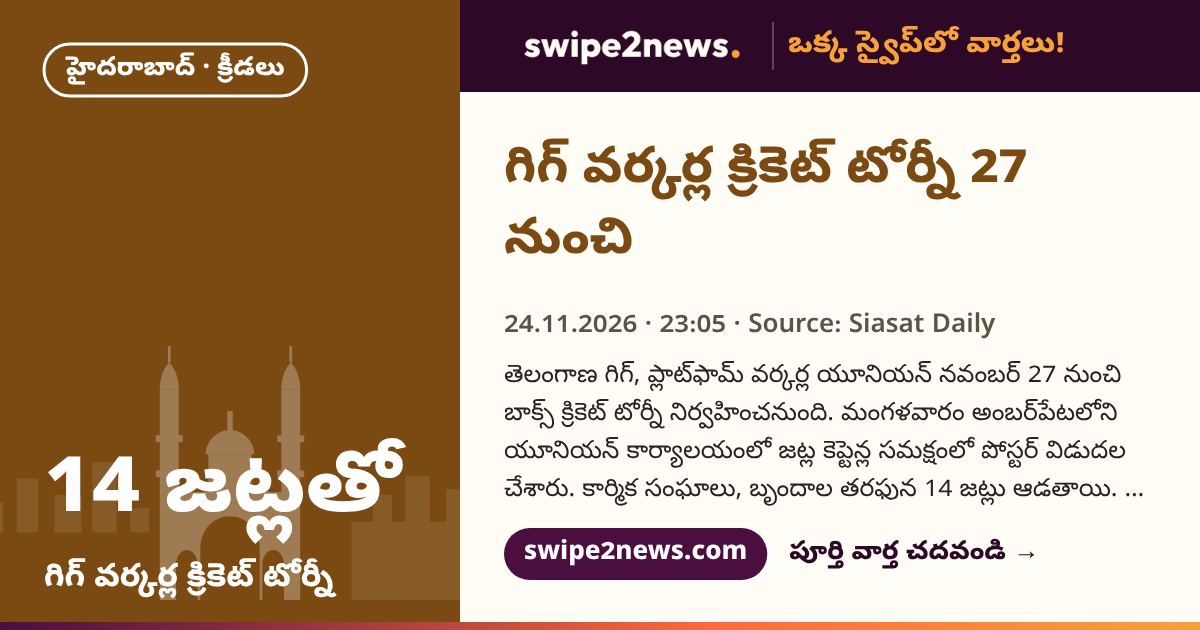 హైదరాబాద్ · క్రీడలు
14 జట్లతో
గిగ్ వర్కర్ల క్రికెట్ టోర్నీ
swipe2news.
ఒక్క స్వైప్‌లో వార్తలు!
గిగ్ వర్కర్ల క్రికెట్ టోర్నీ 27
నుంచి
24.11.2026 · 23:05 · Source: Siasat Daily
తెలంగాణ గిగ్, ప్లాట్‌ఫామ్ వర్కర్ల యూనియన్ నవంబర్ 27 నుంచి
బాక్స్ క్రికెట్ టోర్నీ నిర్వహించనుంది. మంగళవారం అంబర్‌పేటలోని
యూనియన్ కార్యాలయంలో జట్ల కెప్టెన్ల సమక్షంలో పోస్టర్ విడుదల
చేశారు. కార్మిక సంఘాలు, బృందాల తరఫున 14 జట్లు ఆడతాయి. ...
swipe2news.com
పూర్తి వార్త చదవండి →